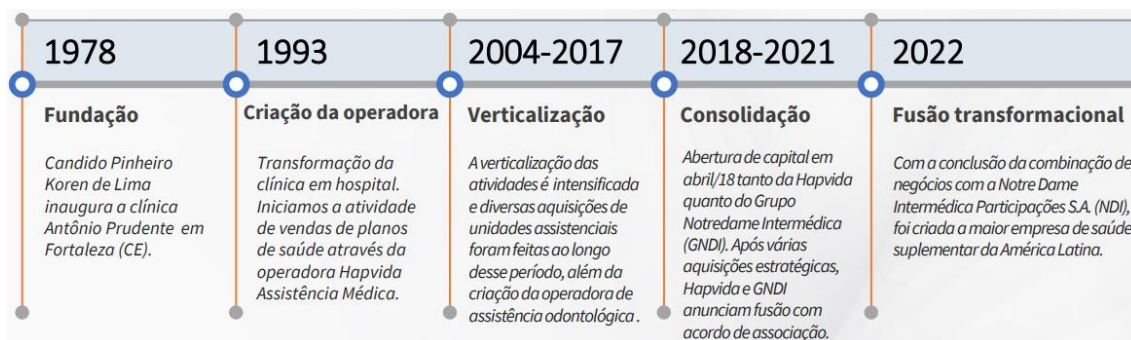 1978
Fundação
Candido Pinheiro
Koren de Lima
inaugura a clínica
Antônio Prudente em
Fortaleza (CE).
1993
Criação da operadora
Transformação da
clínica em hospital.
Iniciamos a atividade
de vendas de planos
de saúde através da
operadora Hapvida
Assistência Médica.
2004-2017
Verticalização
A verticalização das
atividades é intensificada
e diversas aquisições de
unidades assistenciais
foram feitas ao longo
desse período, além da
criação da operadora de
assistência odontológica .
2018-2021
Consolidação
Abertura de capital em
abril/18 tanto da Hapvida
quanto do Grupo
Notredame Intermédica
(GNDI). Após várias
aquisições estratégicas,
Hapvida e GNDI
anunciam fusão com
acordo de associação.
2022
Fusão transformacional
Com a conclusão da combinação de
negócios com a Notre Dame
Intermédica Participações S.A. (NDI),
foi criada a maior empresa de saúde
suplementar da América Latina.